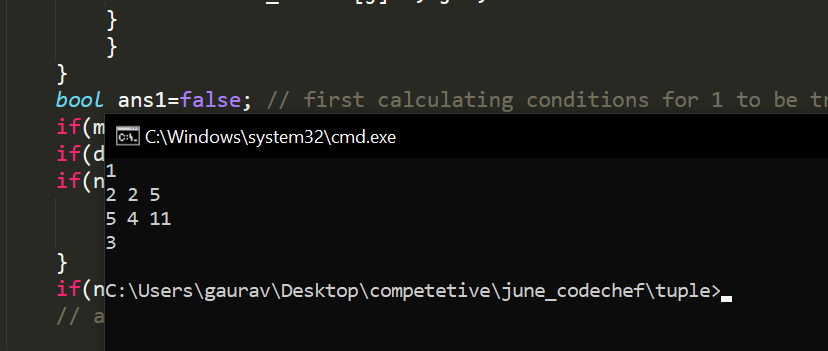 [g]
}
}
}
bool ans1=false; // first calculating conditions for 1 to be tr
if(m
C:\Windows\system32\cmd.exe
if(d
1
if(n
2 2 5
5 4 11
3
}
if(n
C:\Users\gaurav\Desktop\competetive\june_codechef\tuple>
// a